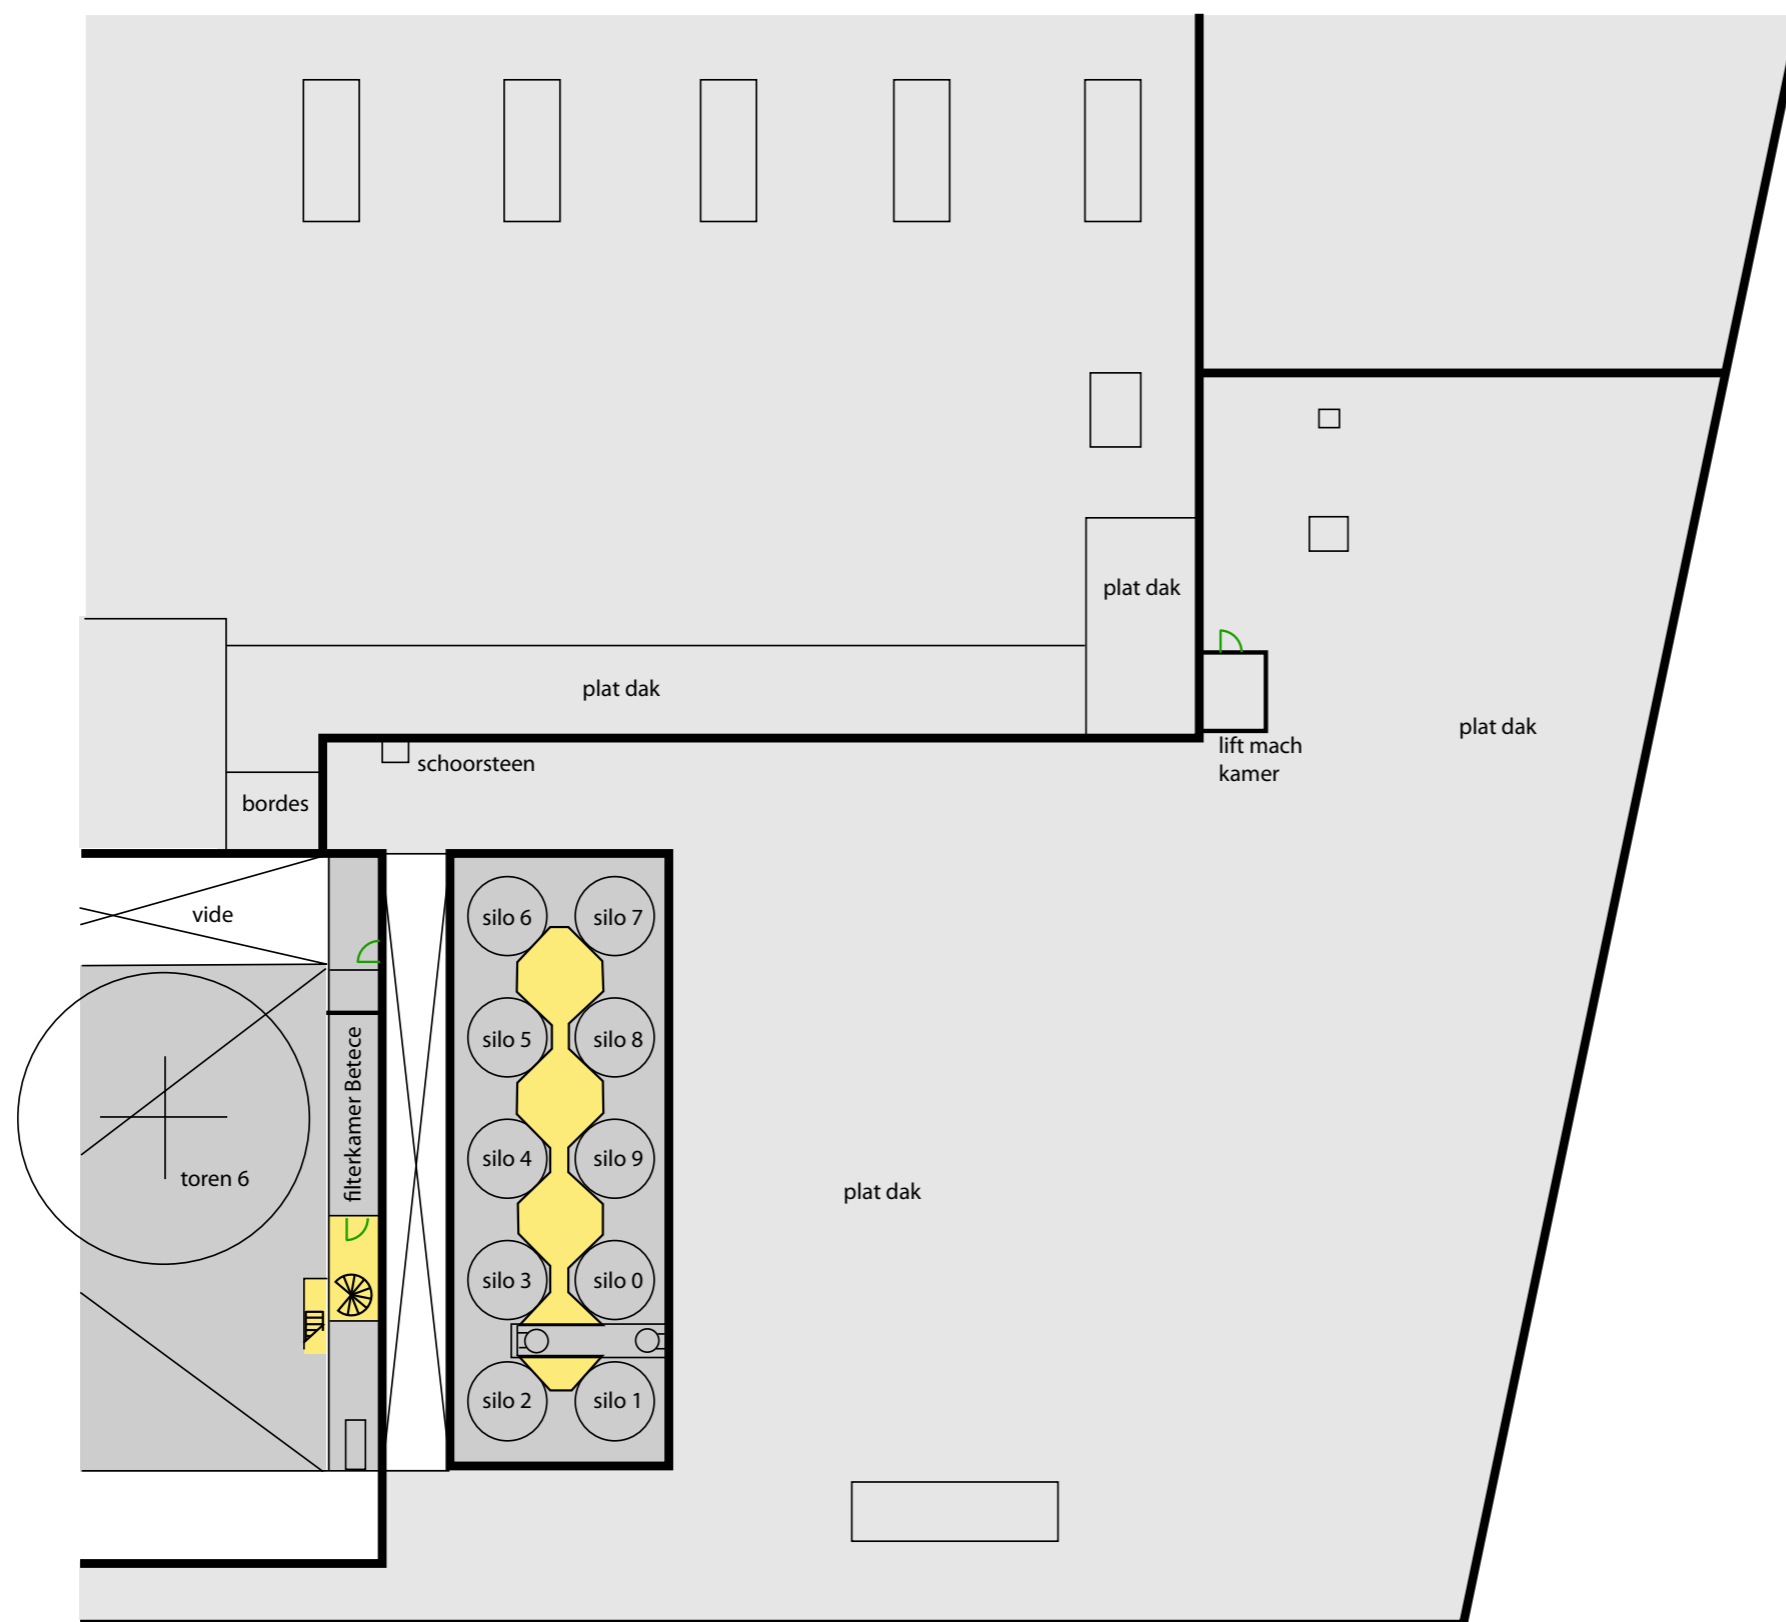 plat dak
plat dak
plat dak
lift mach
kamer
schoorsteen
bordes
vide
silo 6
silo 7
silo 5
silo 8
filterkamer Betece
silo 4
silo 9
toren 6
plat dak
silo 3
silo 0
silo 2
silo 1